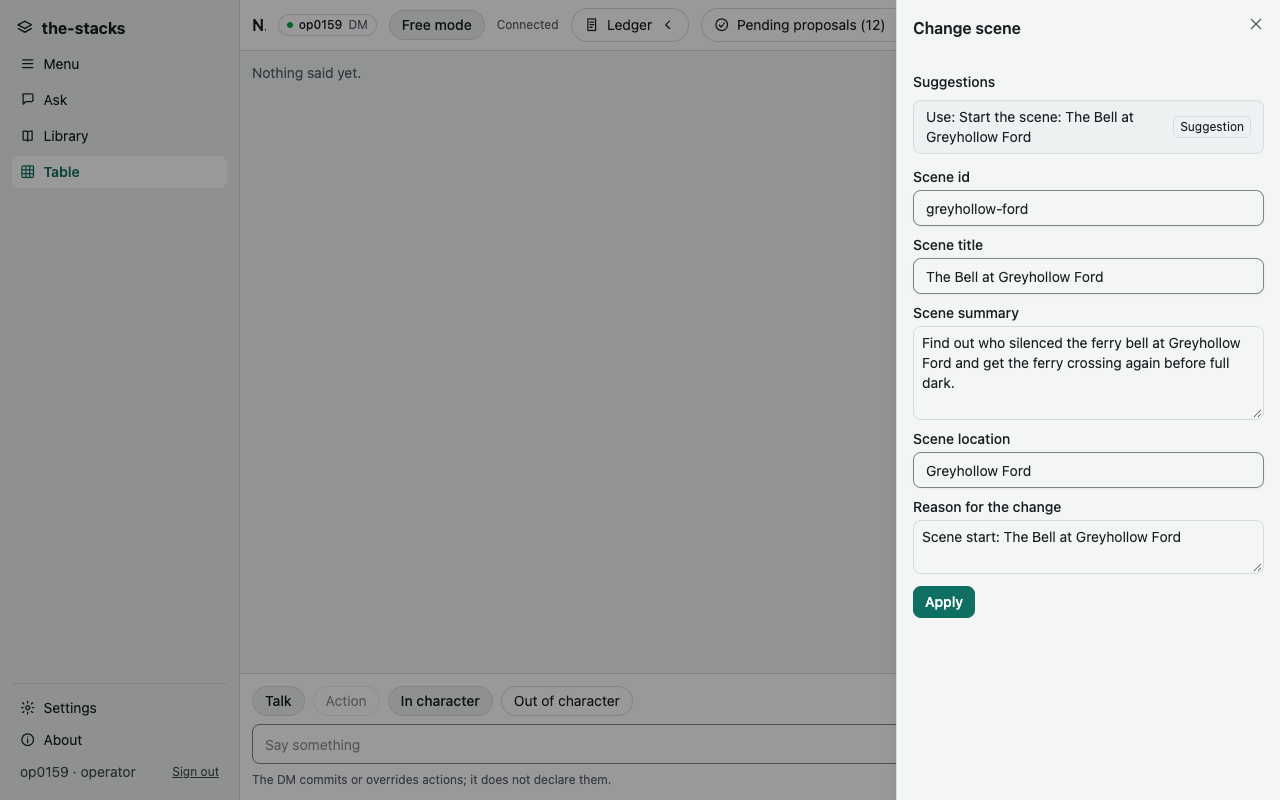 the-stacks
Menu
Ask
Library
Table
Settings
About
op0159 · operator
Sign out
N.
op0159 DM
Free mode
Connected
Ledger
Pending proposals (12)
Nothing said yet.
Talk
Action
In character
Out of character
Say something
The DM commits or overrides actions; it does not declare them.
Change scene
Suggestions
Use: Start the scene: The Bell at
Greyhollow Ford
Suggestion
Scene id
greyhollow-ford
Scene title
The Bell at Greyhollow Ford
Scene summary
Find out who silenced the ferry bell at Greyhollow
Ford and get the ferry crossing again before full
dark.
Scene location
Greyhollow Ford
Reason for the change
Scene start: The Bell at Greyhollow Ford
Apply